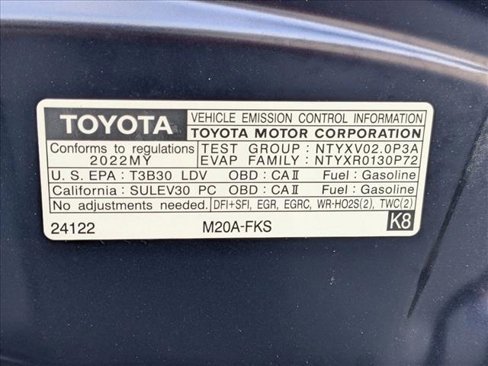 TOYOTA
VEHICLE EMISSION CONTROL INFORMATION
TOYOTA MOTOR CORPORATION
Conforms to regulations
2022MY
TEST GROUP : NTYXV02.0P3A
EVAP FAMILY : NTYXR0130P72
U. S. EPA : T3B30 LDV OBD : CAⅡ Fuel : Gasoline
California : SULEV30 PC OBD : CAⅡ Fuel : Gasoline
No adjustments needed. DFI+SFI, EGR, EGRC, WR-HO2S(2), TWC(2)
24122 M20A-FKS K8